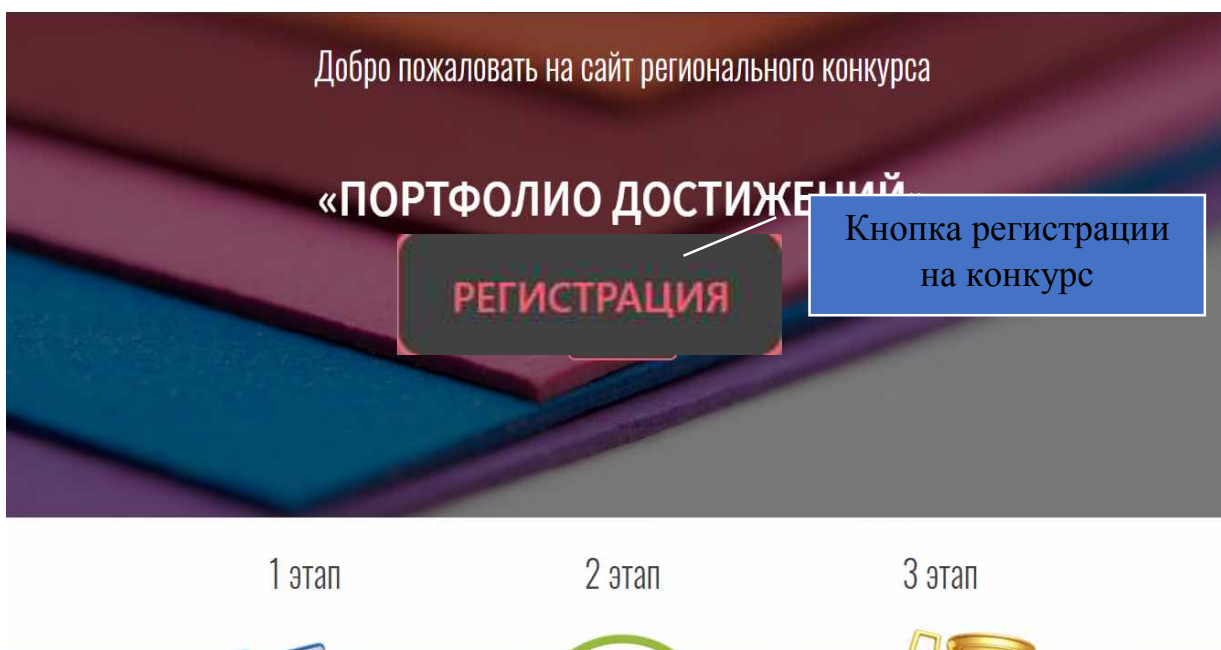 Добро пожаловать на сайт регионального конкурса
«ПОРТФОЛИО ДОСТИЖЕНИЙ»
Кнопка регистрации
на конкурс
РЕГИСТРАЦИЯ
1 этап
2 этап
3 этап